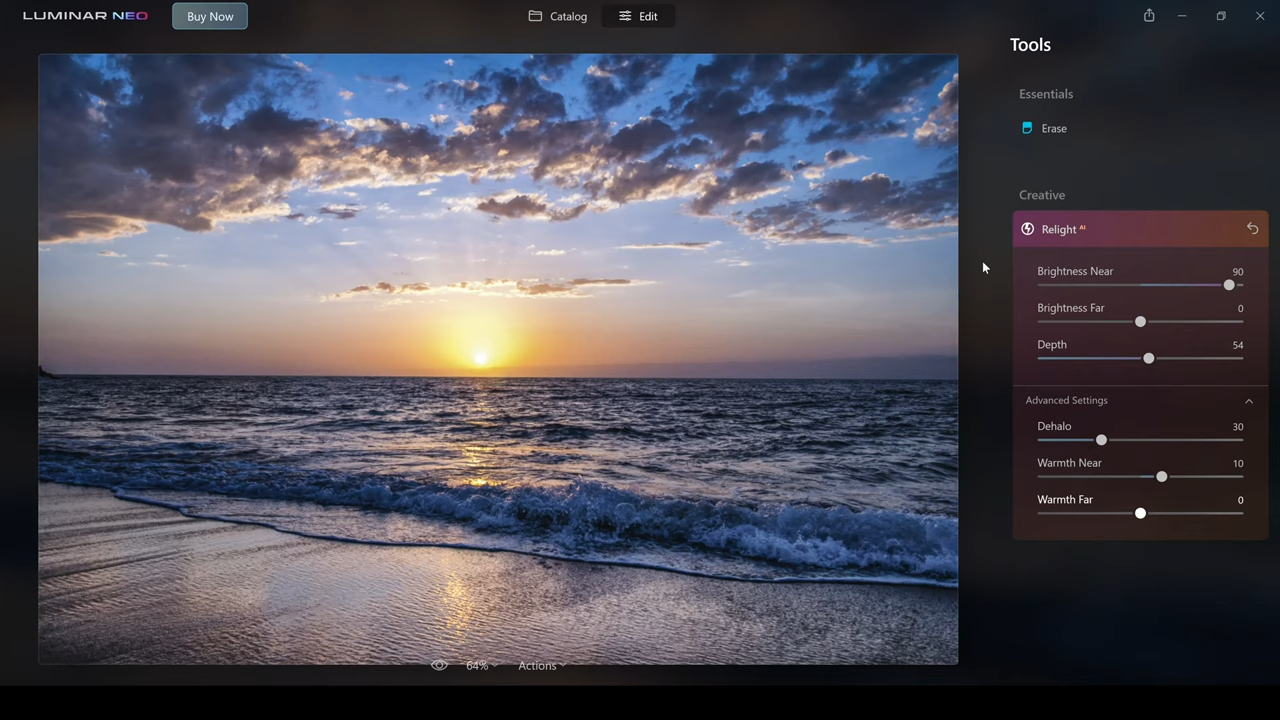 LUMINAR NEO
Buy Now
Catalog
Edit
Tools
Essentials
Erase
Creative
Relight AI
Brightness Near 90
Brightness Far 0
Depth 54
Advanced Settings
Dehalo 30
Warmth Near 10
Warmth Far 0
64%
Actions